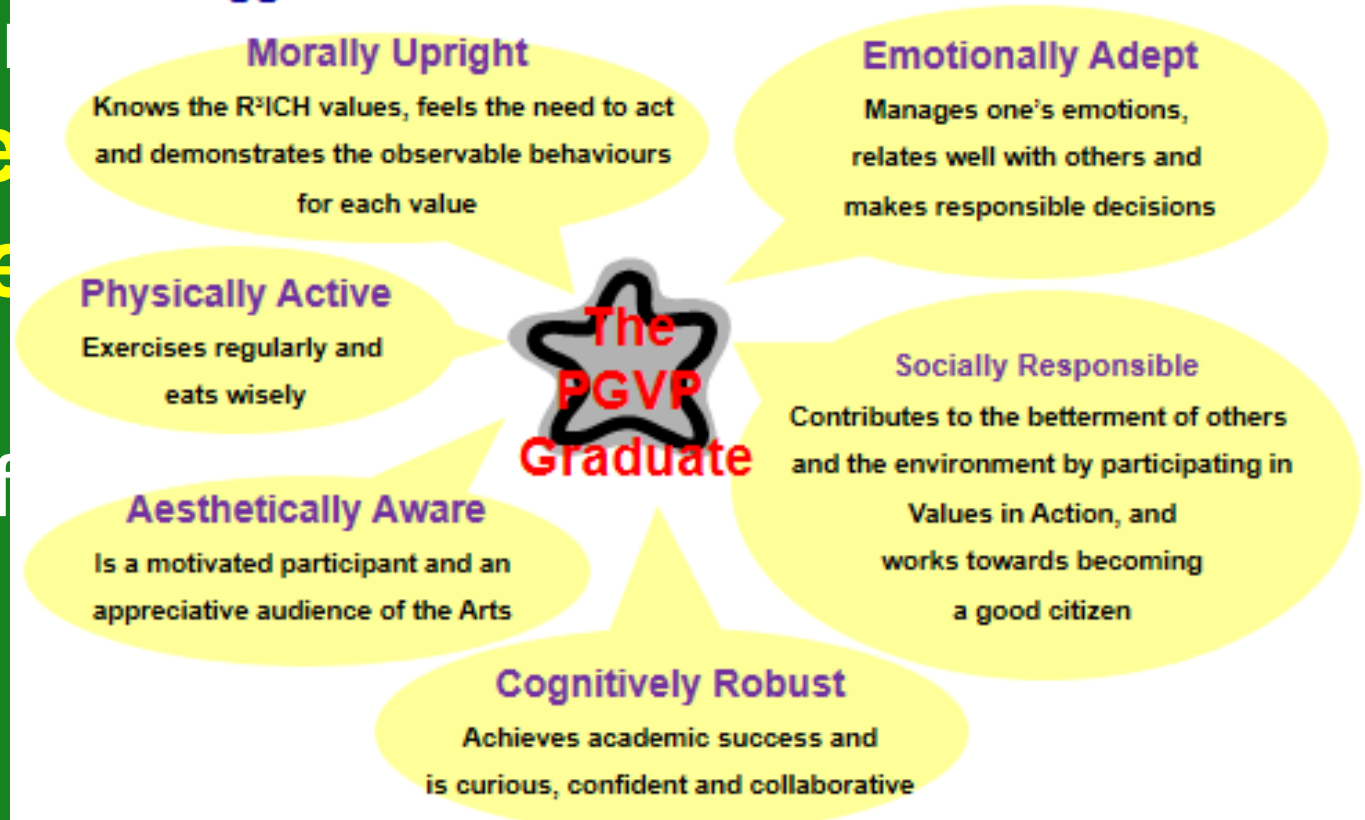 Morally Upright
Knows the R³ICH values, feels the need to act
and demonstrates the observable behaviours
for each value
Emotionally Adept
Manages one's emotions,
relates well with others and
makes responsible decisions
Physically Active
Exercises regularly and
eats wisely
The
PGVP
Graduate
Socially Responsible
Contributes to the betterment of others
and the environment by participating in
Values in Action, and
works towards becoming
a good citizen
Aesthetically Aware
Is a motivated participant and an
appreciative audience of the Arts
Cognitively Robust
Achieves academic success and
is curious, confident and collaborative